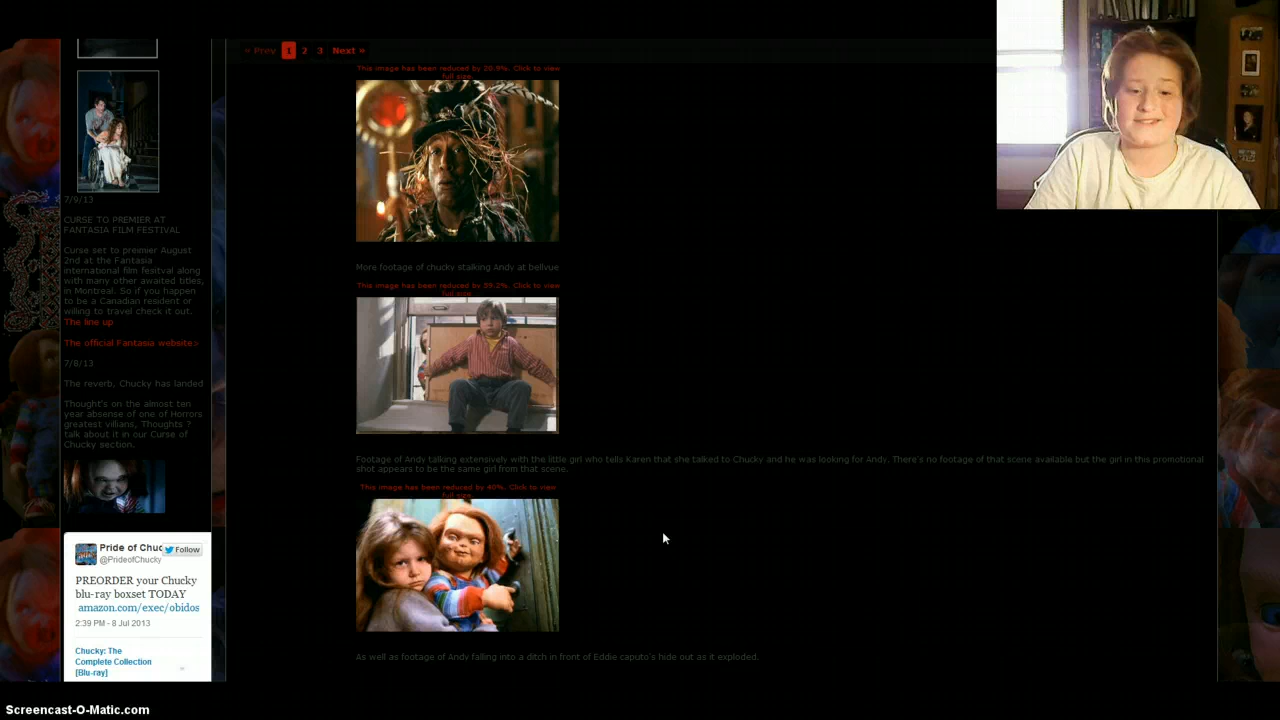 « Prev 1 2 3 Next »
7/9/13
CURSE TO PREMIER AT
FANTASIA FILM FESTIVAL
Curse set to preimier August
2nd at the Fantasia
international film fesitval along
with many other awaited titles,
in Montreal. So if you happen
to be a Canadian resident or
willing to travel check it out.
The line up
The official Fantasia website>
7/8/13
The reverb, Chucky has landed
Thought's on the almost ten
year absense of one of Horrors
greatest villians, Thoughts ?
talk about it in our Curse of
Chucky section.
Pride of Chuc
Follow
@PrideofChucky
PREORDER your Chucky
blu-ray boxset TODAY
amazon.com/exec/obidos
2:39 PM - 8 Jul 2013
Chucky: The
Complete Collection
[Blu-ray]
This image has been reduced by 20.9%. Click to view
full size.
More footage of chucky stalking Andy at bellvue
This image has been reduced by 59.2%. Click to view
full size.
Footage of Andy talking extensively with the little girl who tells Karen that she talked to Chucky and he was looking for Andy. There's no footage of that scene available but the girl in this promotional
shot appears to be the same girl from that scene.
This image has been reduced by 40%. Click to view
full size.
As well as footage of Andy falling into a ditch in front of Eddie caputo's hide out as it exploded.
Screencast-O-Matic.com